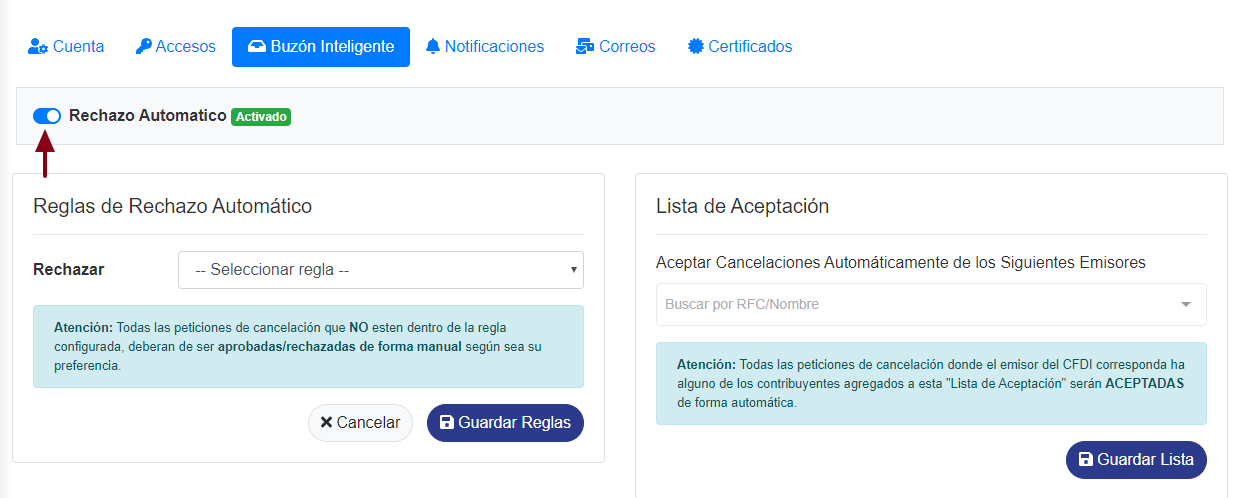 Cuenta
Accesos
Buzón Inteligente
Notificaciones
Correos
Certificados
Rechazo Automatico Activado
Reglas de Rechazo Automático
Rechazar
-- Seleccionar regla --
Atención: Todas las peticiones de cancelación que NO esten dentro de la regla
configurada, deberan de ser aprobadas/rechazadas de forma manual según sea su
preferencia.
Cancelar
Guardar Reglas
Lista de Aceptación
Aceptar Cancelaciones Automáticamente de los Siguientes Emisores
Buscar por RFC/Nombre
Atención: Todas las peticiones de cancelación donde el emisor del CFDI corresponda ha
alguno de los contribuyentes agregados a esta "Lista de Aceptación" serán ACEPTADAS
de forma automática.
Guardar Lista